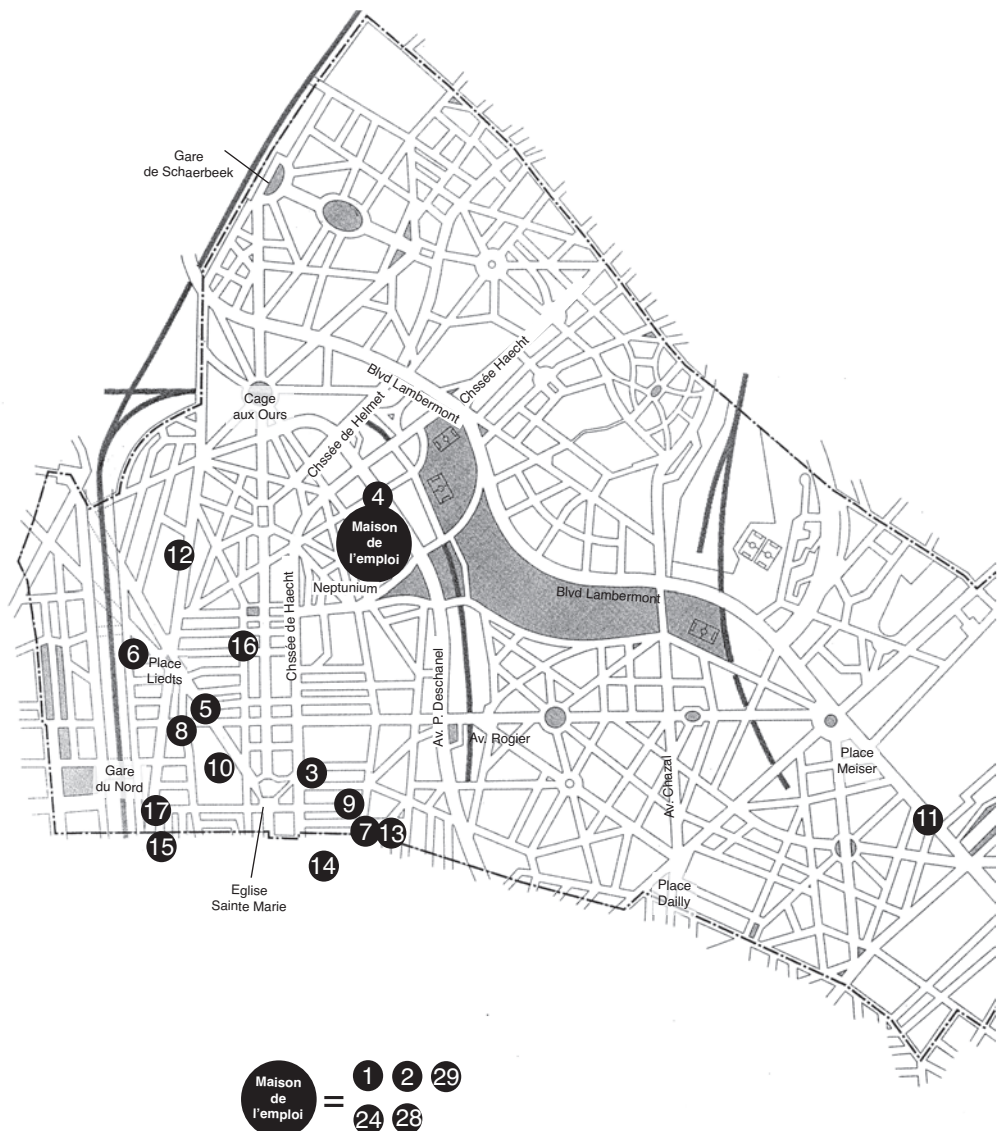 Gare
de Schaerbeek
Blvd Lambermont
Chssée Haecht
Cage
aux Ours
Chssée de Helmet
4
Maison
de
l'emploi
12
Neptunium
Blvd Lambermont
Chssée de Haecht
6
16
Place
Liedts
5
8
Av. P. Deschanel
Av. Rogier
Place
Meiser
10
3
Gare
du Nord
Av. Chazal
17
9
11
7
13
15
14
Eglise
Sainte Marie
Place
Dailly
Maison
de
l'emploi
=
1 2 29
24 28